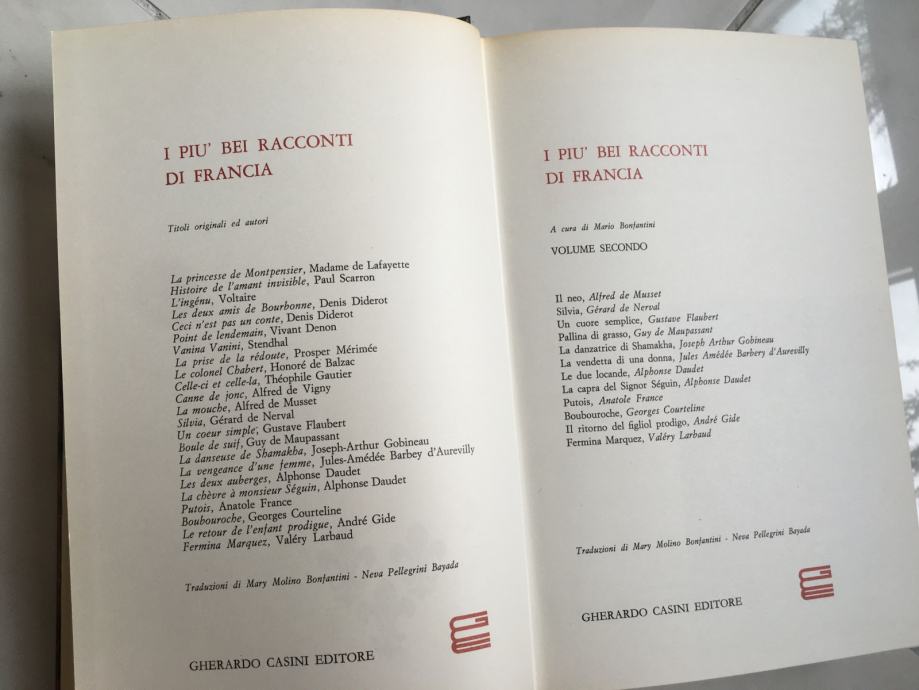 I PIU' BEI RACCONTI
DI FRANCIA
Titoli originali ed autori
La princesse de Montpensier, Madame de Lafayette
Histoire de l'amant invisible, Paul Scarron
L'ingénu, Voltaire
Les deux amis de Bourbonne, Denis Diderot
Ceci n'est pas un conte, Denis Diderot
Point de lendemain, Vivant Denon
Vanina Vanini, Stendhal
La prise de la rédoute, Prosper Mérimée
Le colonel Chabert, Honoré de Balzac
Celle-ci et celle-la, Théophile Gautier
Canne de jonc, Alfred de Vigny
La mouche, Alfred de Musset
Silvia, Gérard de Nerval
Un coeur simple, Gustave Flaubert
Boule de suif, Guy de Maupassant
La danseuse de Shamakha, Joseph-Arthur Gobineau
La vengeance d'une femme, Jules-Amédée Barbey d'Aurevilly
Les deux auberges, Alphonse Daudet
La chèvre à monsieur Séguin, Alphonse Daudet
Putois, Anatole France
Boubouroche, Georges Courteline
Le retour de l'enfant prodigue, André Gide
Fermina Marquez, Valéry Larbaud
Traduzioni di Mary Molino Bonfantini - Neva Pellegrini Bayada
GHERARDO CASINI EDITORE
I PIU' BEI RACCONTI
DI FRANCIA
A cura di Mario Bonfantini
VOLUME SECONDO
Il neo, Alfred de Musset
Silvia, Gérard de Nerval
Un cuore semplice, Gustave Flaubert
Pallina di grasso, Guy de Maupassant
La danzatrice di Shamakha, Joseph Arthur Gobineau
La vendetta di una donna, Jules Amédée Barbery d'Aurevilly
Le due locande, Alphonse Daudet
La capra del Signor Séguin, Alphonse Daudet
Putois, Anatole France
Boubouroche, Georges Courteline
Il ritorno del figliol prodigo, André Gide
Fermina Marquez, Valéry Larbaud
Traduzioni di Mary Molino Bonfantini - Neva Pellegrini Bayada
GHERARDO CASINI EDITORE